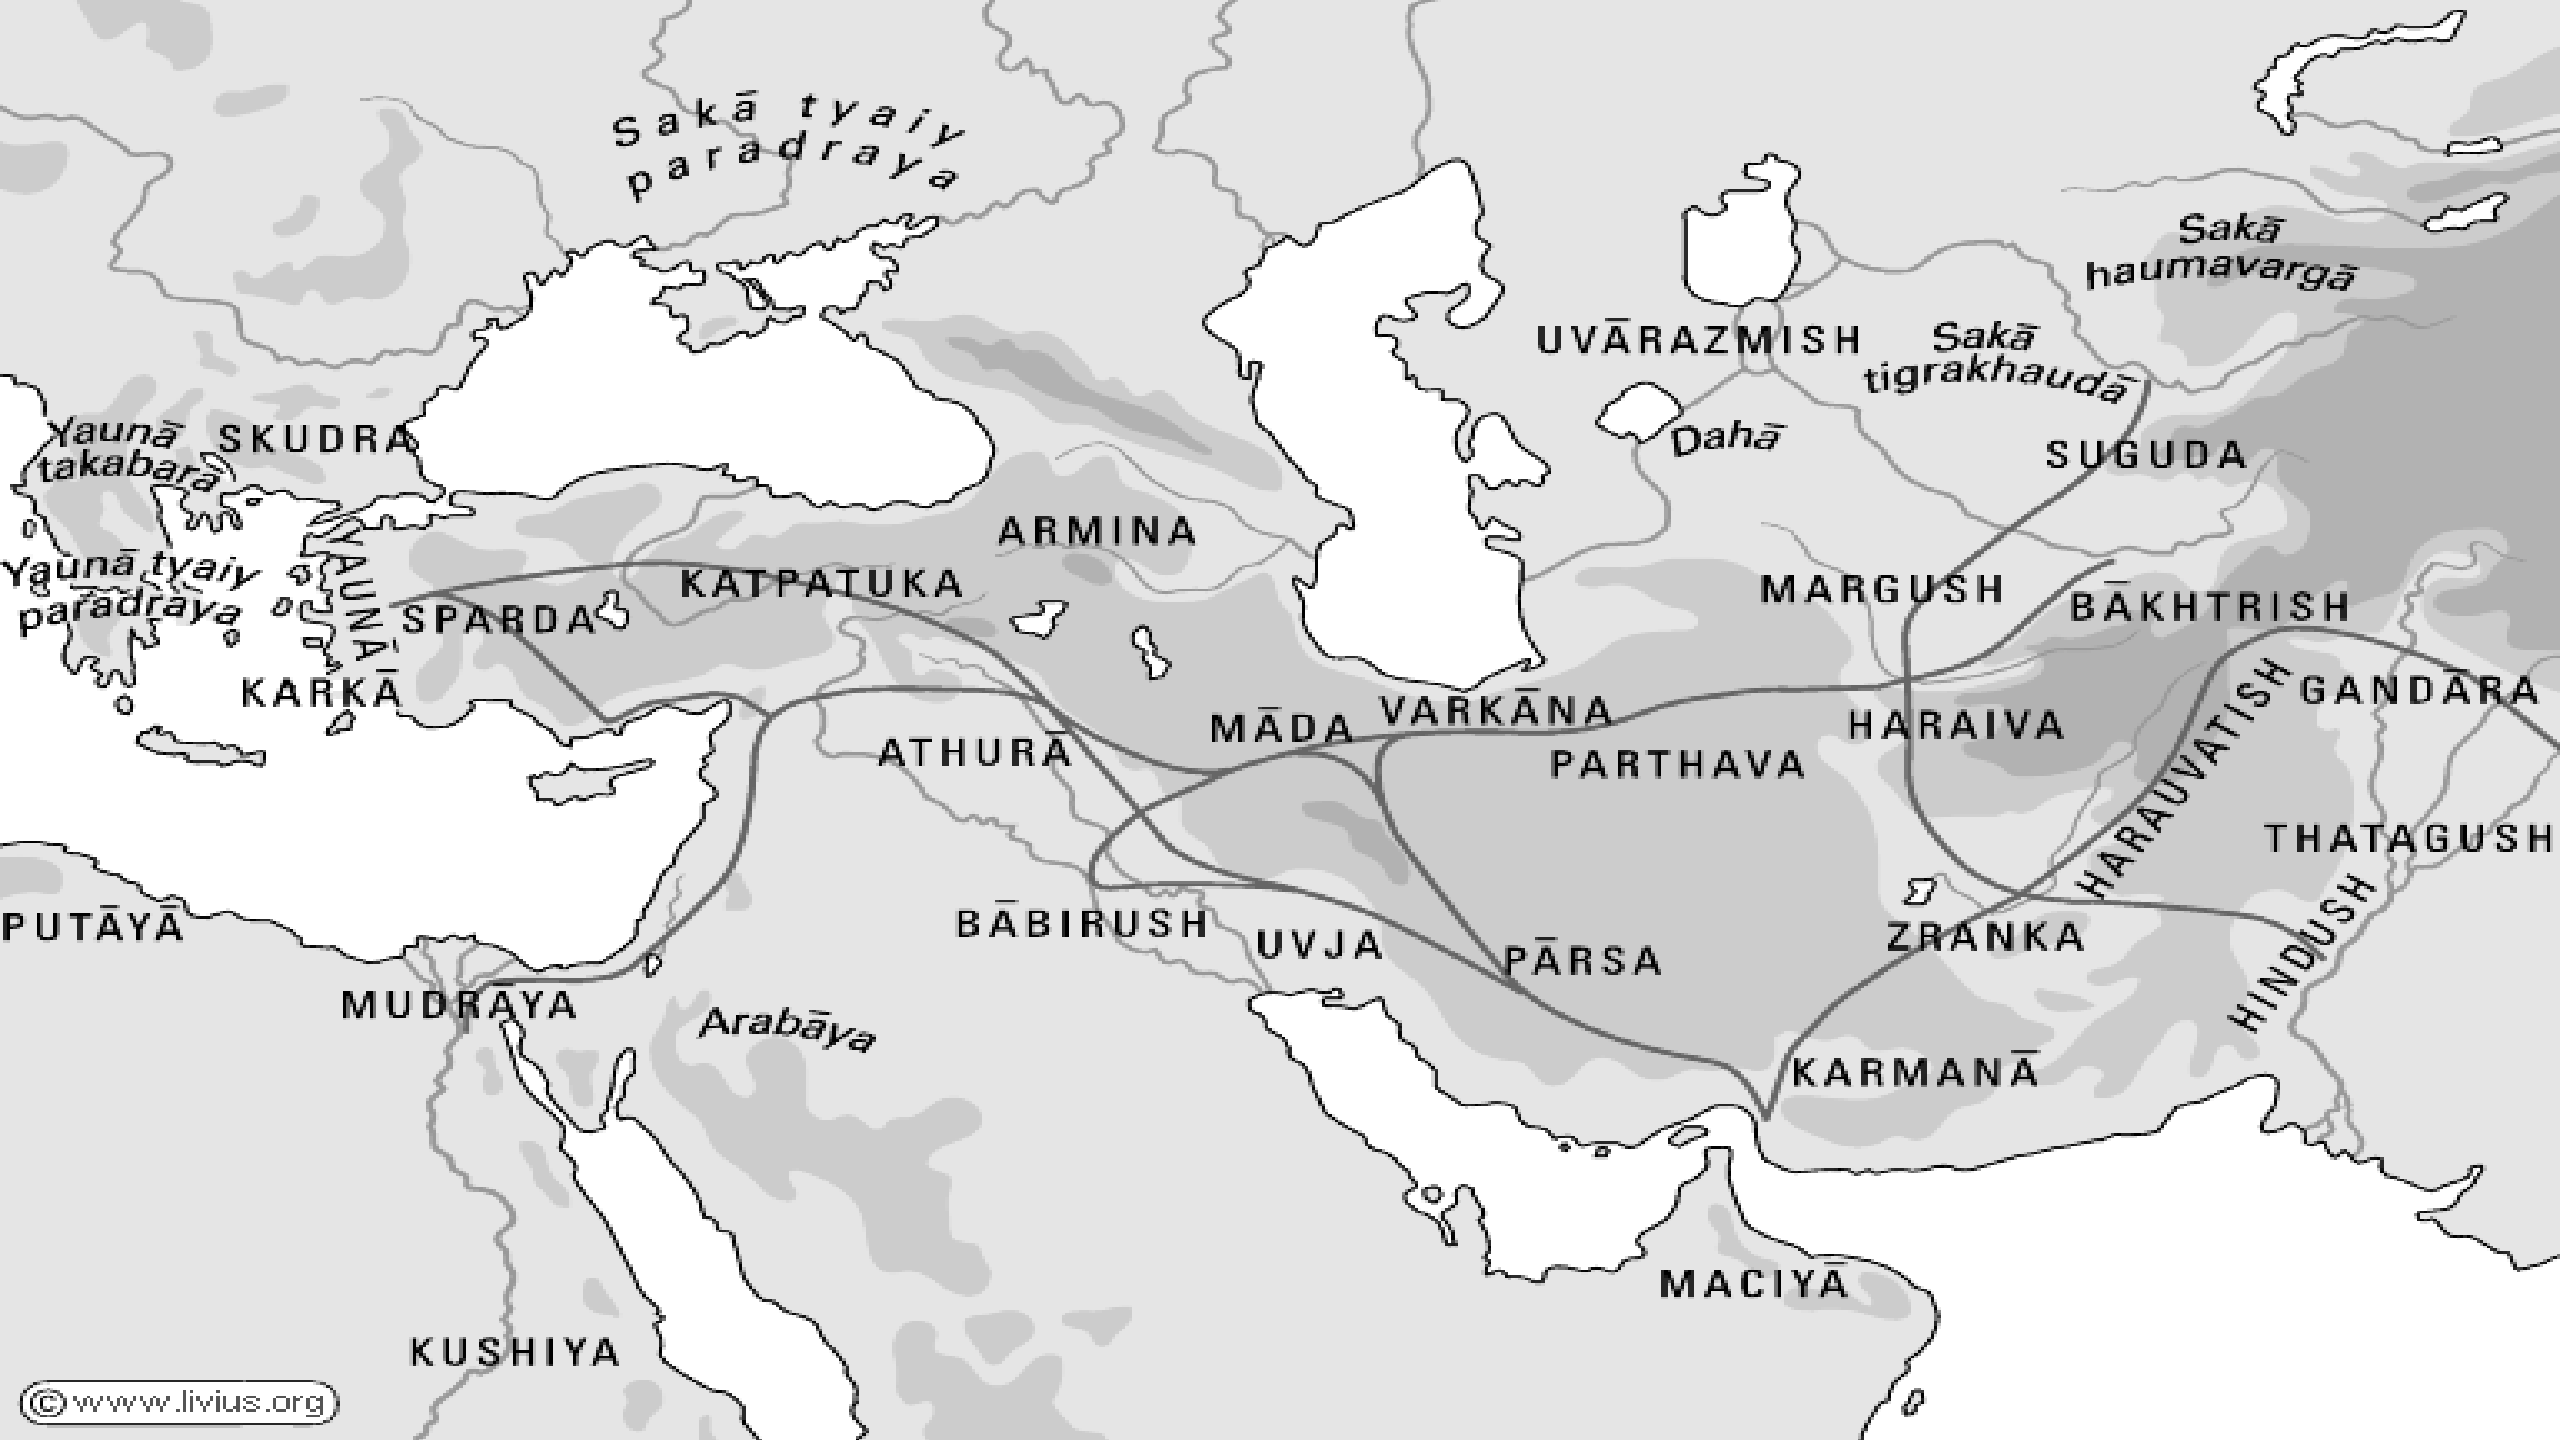 Sakā tyaiy
paradraya
Sakā
haumavargā
UVĀRAZMISH
Sakā
tigrakhaudā
Yaunā
takabarā
SKUDRA
Dahā
SUGUDA
ARMINA
Yaunā tyaiy
paradraya
YAUNĀ
SPARDA
KATPATUKA
MARGUSH
BĀKHTRISH
KARKĀ
ATHURĀ
MĀDA
VARKĀNA
PARTHAVA
HARAIVA
HARAUVATISH
GANDĀRA
THATAGUSH
PUTĀYĀ
BĀBIRUSH
UVJA
PĀRSA
ZRANKA
HINDUSH
MUDRĀYA
Arabāya
KARMANĀ
MACIYĀ
KUSHIYA
©www.livius.org